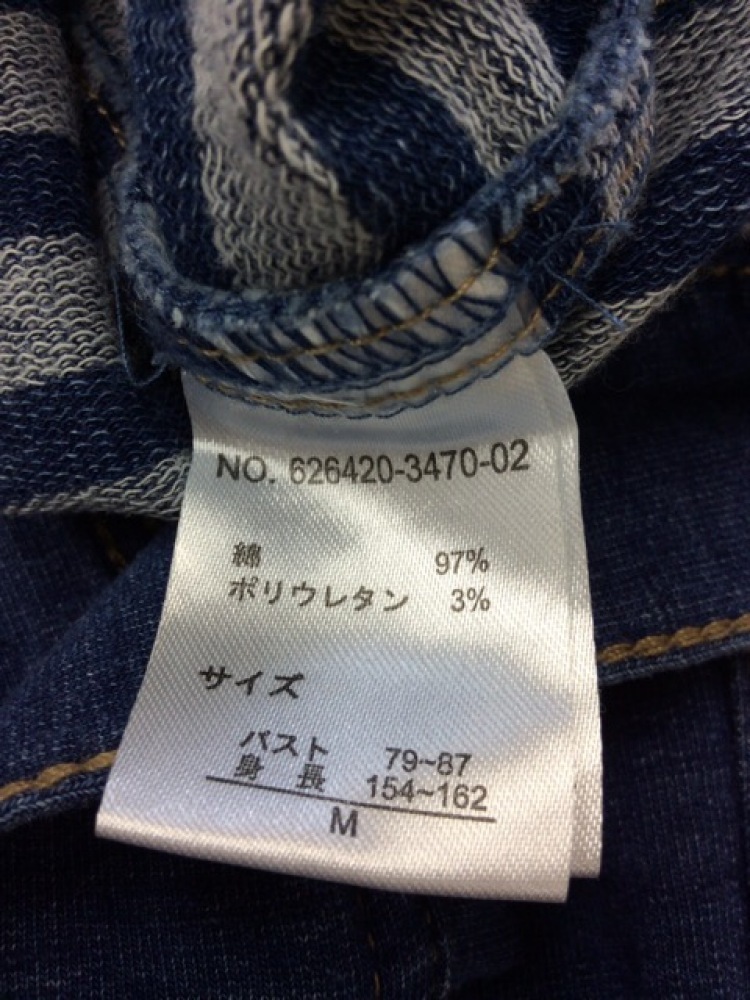 NO. 626420-3470-02
綿 97%
ポリウレタン 3%
サイズ
バスト 79~87
身長 154~162
M